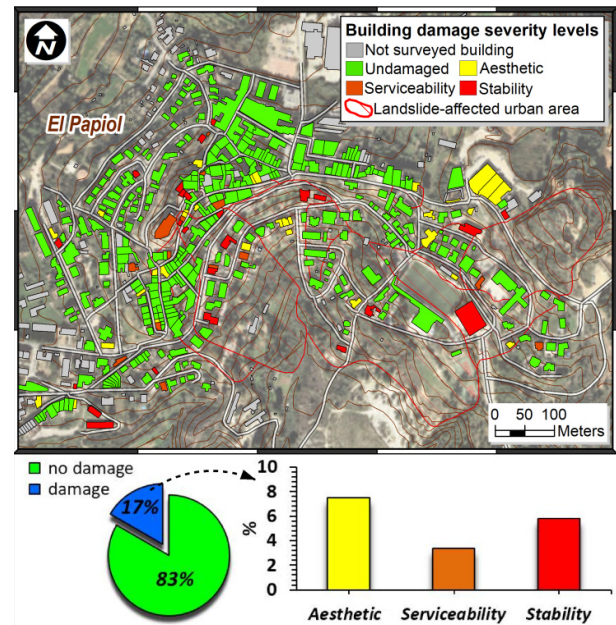 N
Building damage severity levels
Not surveyed building
Undamaged Aesthetic
Serviceability Stability
Landslide-affected urban area
El Papiol
0 50 100
Meters
no damage
damage
17%
83%
10
8
6
4
2
0
%
Aesthetic Serviceability Stability